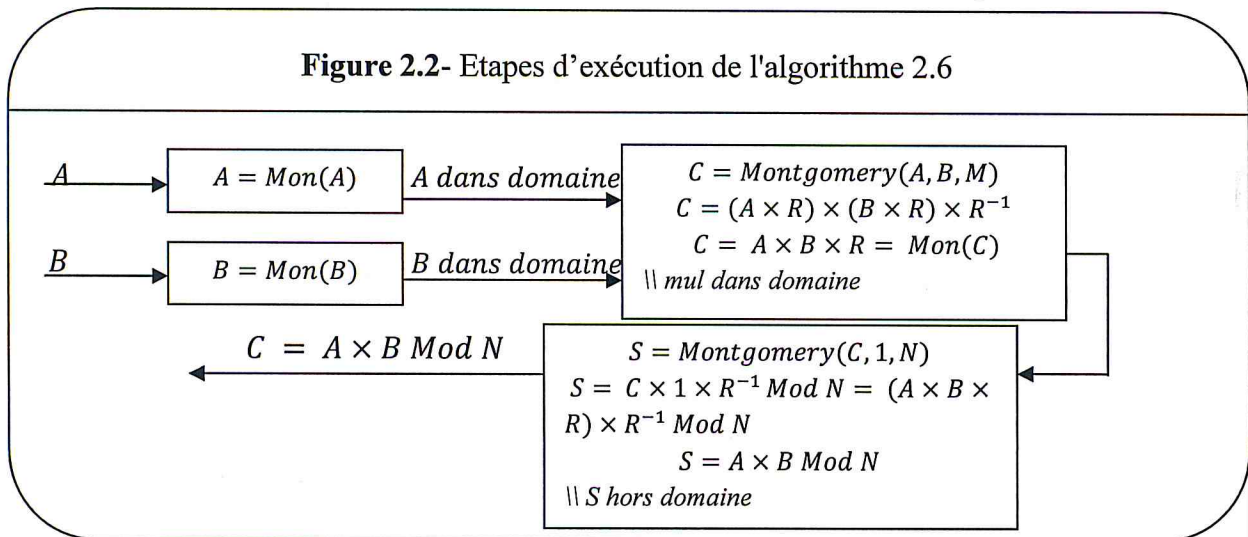 Figure 2.2- Etapes d'exécution de l'algorithme 2.6
A
A = Mon(A)
A dans domaine
B
B = Mon(B)
B dans domaine
C = Montgomery(A, B, M)
C = (A × R) × (B × R) × R⁻¹
C = A × B × R = Mon(C)
\\ mul dans domaine
C = A × B Mod N
S = Montgomery(C, 1, N)
S = C × 1 × R⁻¹ Mod N = (A × B ×
R) × R⁻¹ Mod N
S = A × B Mod N
\\ S hors domaine